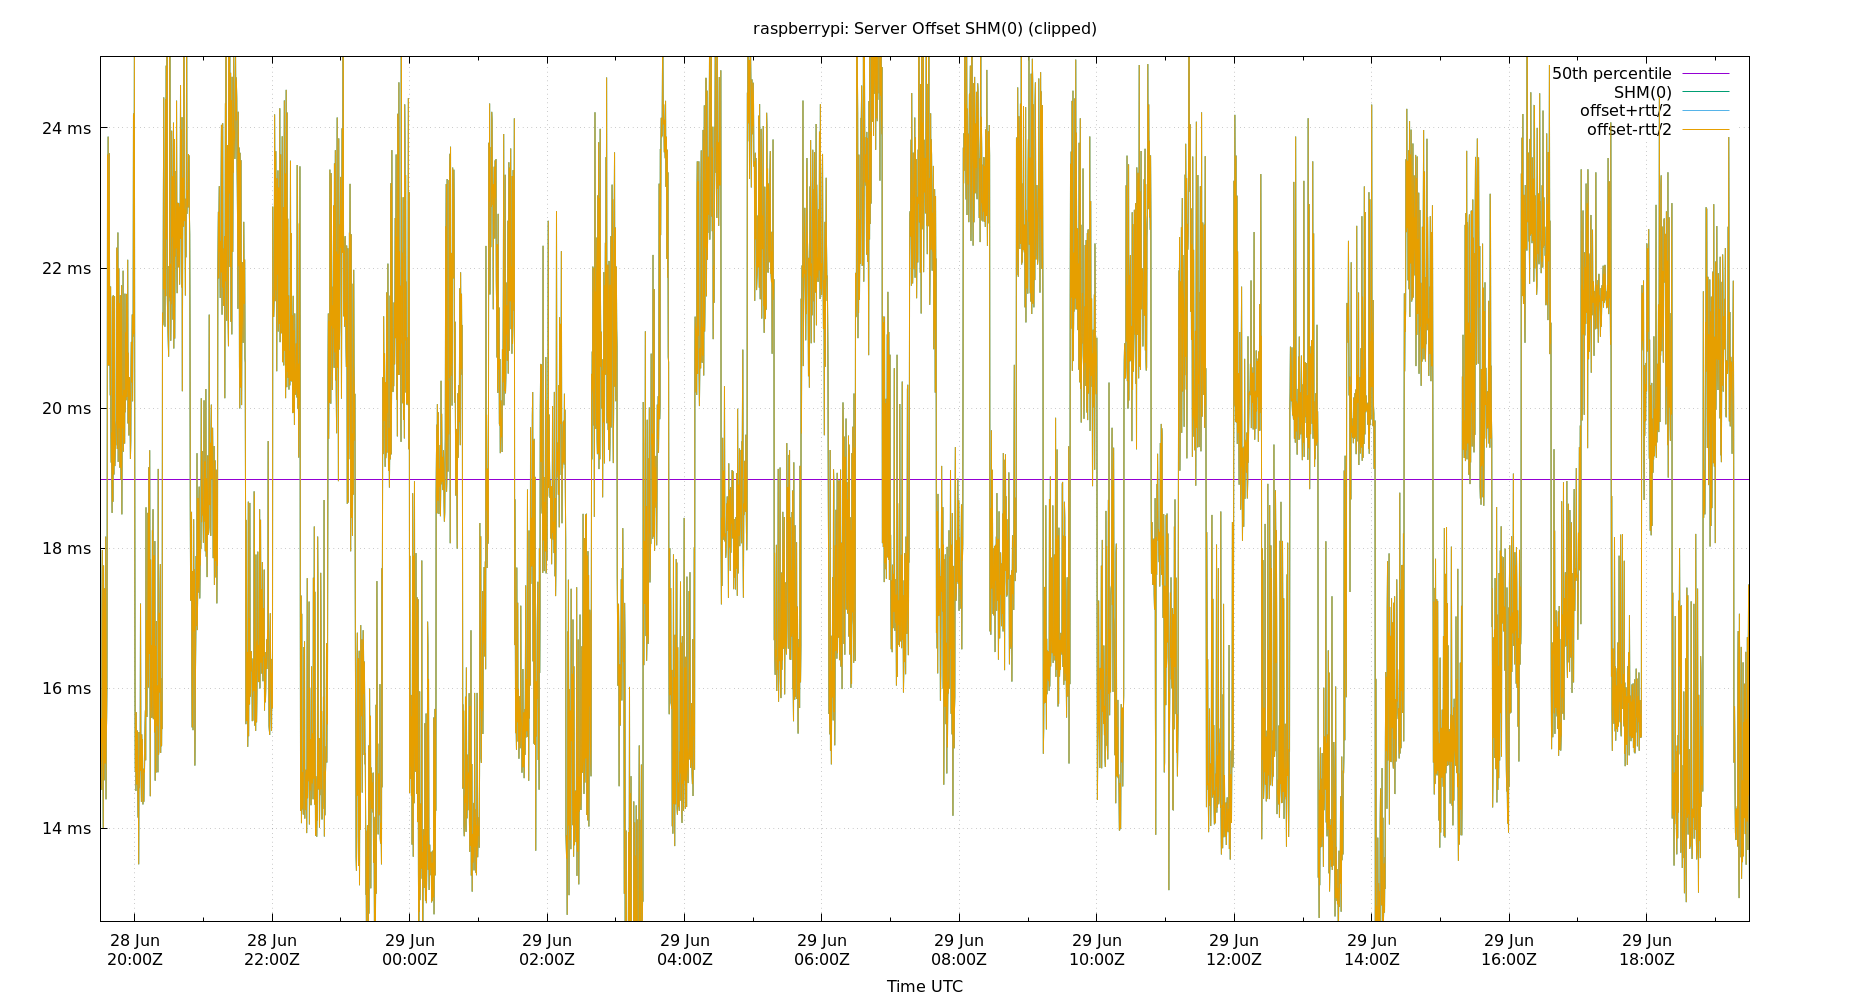 raspberrypi: Server Offset SHM(0) (clipped)
50th percentile
SHM(0)
offset+rtt/2
offset-rtt/2
24 ms
22 ms
20 ms
18 ms
16 ms
14 ms
28 Jun 28 Jun 29 Jun 29 Jun 29 Jun 29 Jun 29 Jun 29 Jun 29 Jun 29 Jun 29 Jun 29 Jun
20:00Z 22:00Z 00:00Z 02:00Z 04:00Z 06:00Z 08:00Z 10:00Z 12:00Z 14:00Z 16:00Z 18:00Z
Time UTC